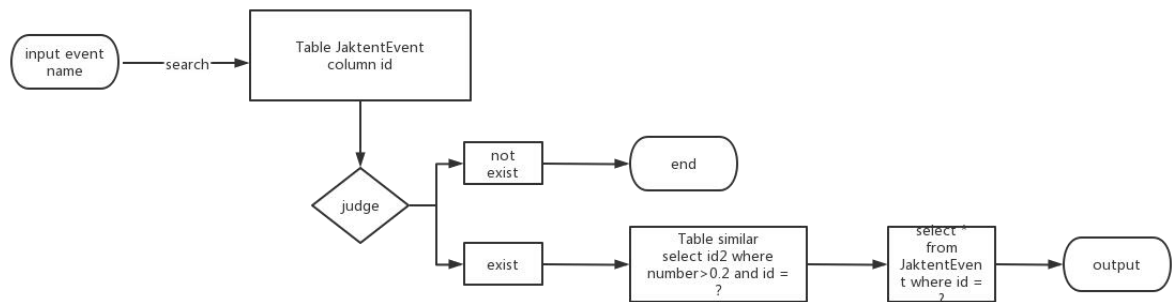 input event
name
search
Table JaktentEvent
column id
judge
not
exist
end
exist
Table similar
select id2 where
number>0.2 and id =
?
select *
from
JaktentEven
t where id =
?
output